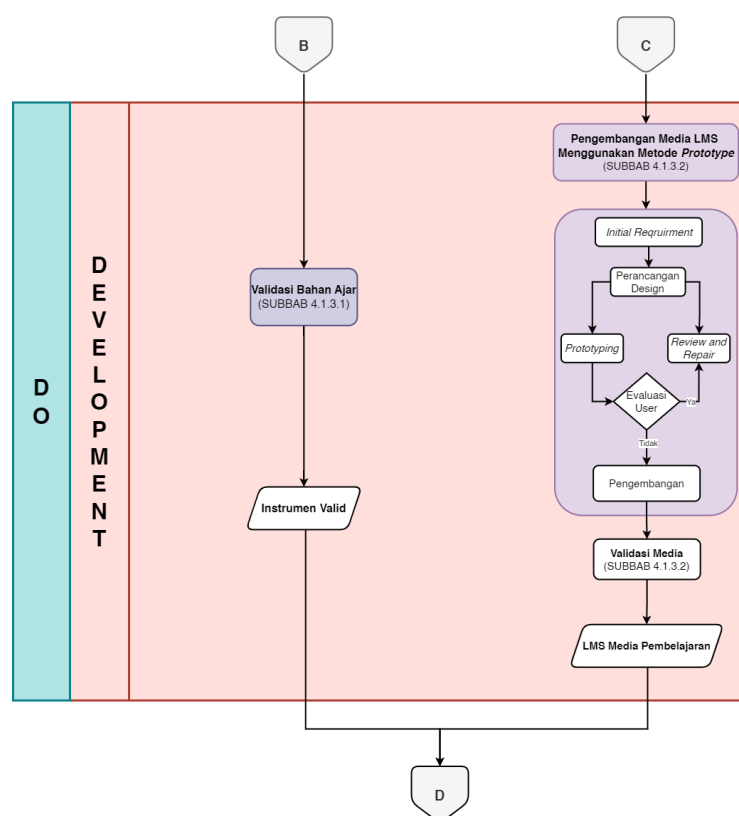 B
C
DO
DEVELOPMENT
Pengembangan Media LMS
Menggunakan Metode Prototype
(SUBBAB 4.1.3.2)
Initial Reqruirment
Perancangan
Design
Prototyping
Review and
Repair
Evaluasi
User
Ya
Tidak
Pengembangan
Validasi Bahan Ajar
(SUBBAB 4.1.3.1)
Instrumen Valid
Validasi Media
(SUBBAB 4.1.3.2)
LMS Media Pembelajaran
D